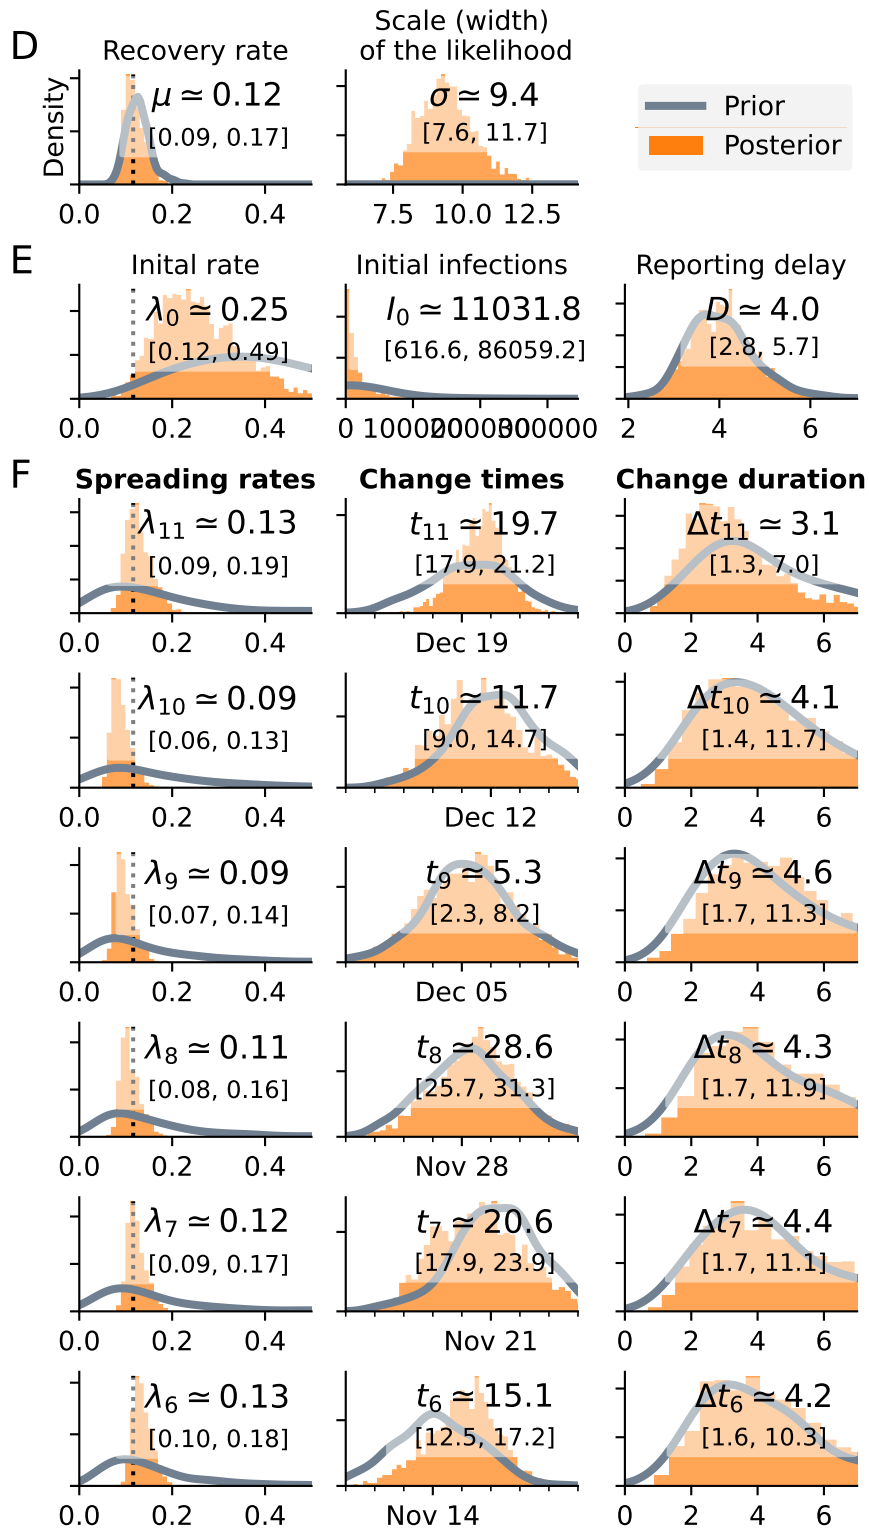 D
Recovery rate
Scale (width)
of the likelihood
Density
μ ≃ 0.12
[0.09, 0.17]
0.0 0.2 0.4
σ ≃ 9.4
[7.6, 11.7]
7.5 10.0 12.5
Prior
Posterior
E
Inital rate
λ0 ≃ 0.25
[0.12, 0.49]
0.0 0.2 0.4
Initial infections
I0 ≃ 11031.8
[616.6, 86059.2]
0 100000 200000 300000
Reporting delay
D ≃ 4.0
[2.8, 5.7]
2 4 6
F
Spreading rates Change times Change duration
λ11 ≃ 0.13
[0.09, 0.19]
0.0 0.2 0.4
t11 ≃ 19.7
[17.9, 21.2]
Dec 19
Δt11 ≃ 3.1
[1.3, 7.0]
0 2 4 6
λ10 ≃ 0.09
[0.06, 0.13]
0.0 0.2 0.4
t10 ≃ 11.7
[9.0, 14.7]
Dec 12
Δt10 ≃ 4.1
[1.4, 11.7]
0 2 4 6
λ9 ≃ 0.09
[0.07, 0.14]
0.0 0.2 0.4
t9 ≃ 5.3
[2.3, 8.2]
Dec 05
Δt9 ≃ 4.6
[1.7, 11.3]
0 2 4 6
λ8 ≃ 0.11
[0.08, 0.16]
0.0 0.2 0.4
t8 ≃ 28.6
[25.7, 31.3]
Nov 28
Δt8 ≃ 4.3
[1.7, 11.9]
0 2 4 6
λ7 ≃ 0.12
[0.09, 0.17]
0.0 0.2 0.4
t7 ≃ 20.6
[17.9, 23.9]
Nov 21
Δt7 ≃ 4.4
[1.7, 11.1]
0 2 4 6
λ6 ≃ 0.13
[0.10, 0.18]
0.0 0.2 0.4
t6 ≃ 15.1
[12.5, 17.2]
Nov 14
Δt6 ≃ 4.2
[1.6, 10.3]
0 2 4 6